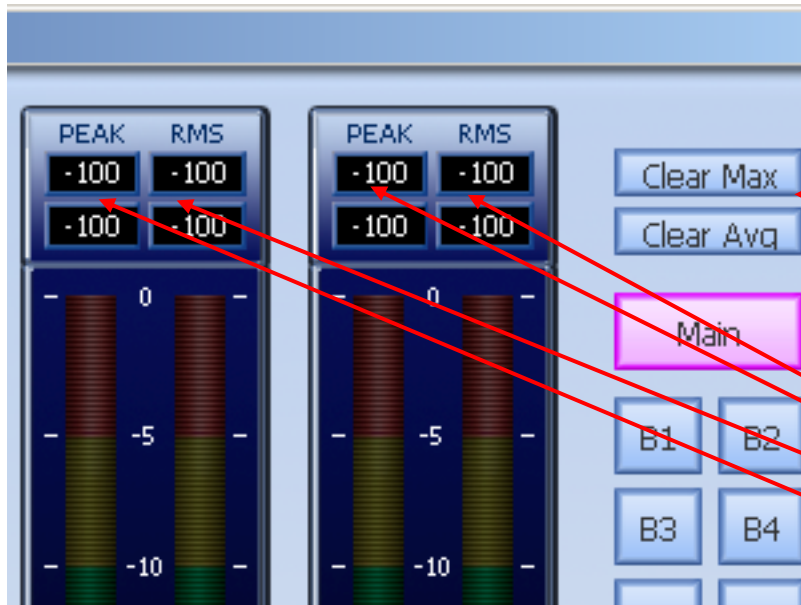 PEAK RMS PEAK RMS
-100 -100 -100 -100 Clear Max
-100 -100 -100 -100 Clear Avg
0 0
Main
-5 -5 B1 B2
B3 B4
-10 -10